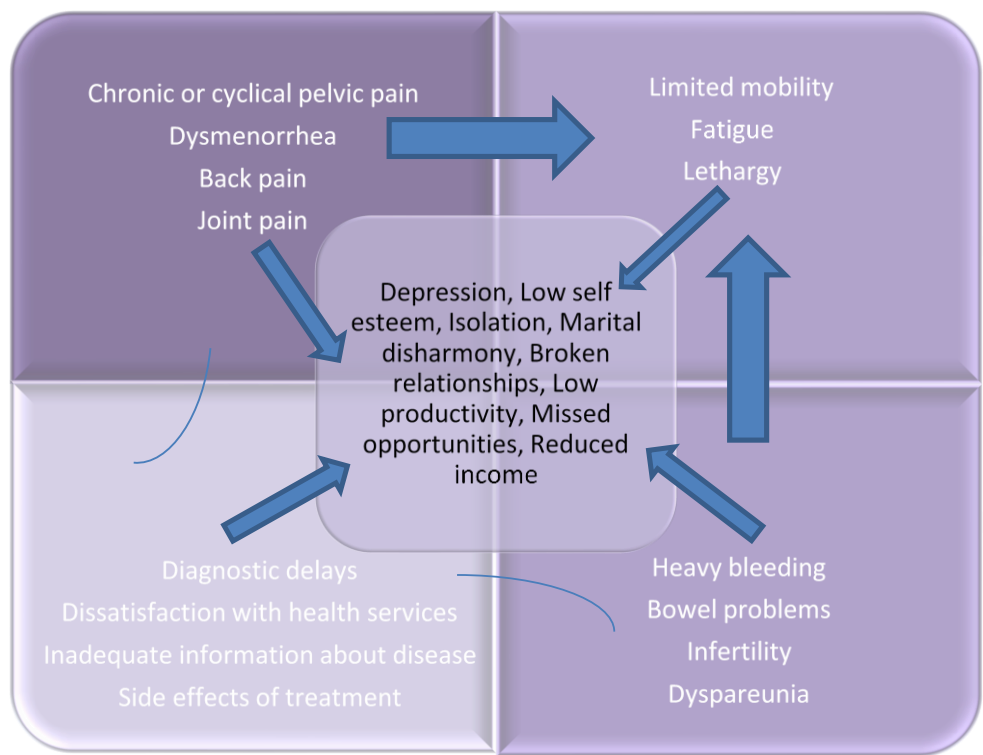 Chronic or cyclical pelvic pain
Dysmenorrhea
Back pain
Joint pain
Limited mobility
Fatigue
Lethargy
Depression, Low self
esteem, Isolation, Marital
disharmony, Broken
relationships, Low
productivity, Missed
opportunities, Reduced
income
Diagnostic delays
Dissatisfaction with health services
Inadequate information about disease
Side effects of treatment
Heavy bleeding
Bowel problems
Infertility
Dyspareunia